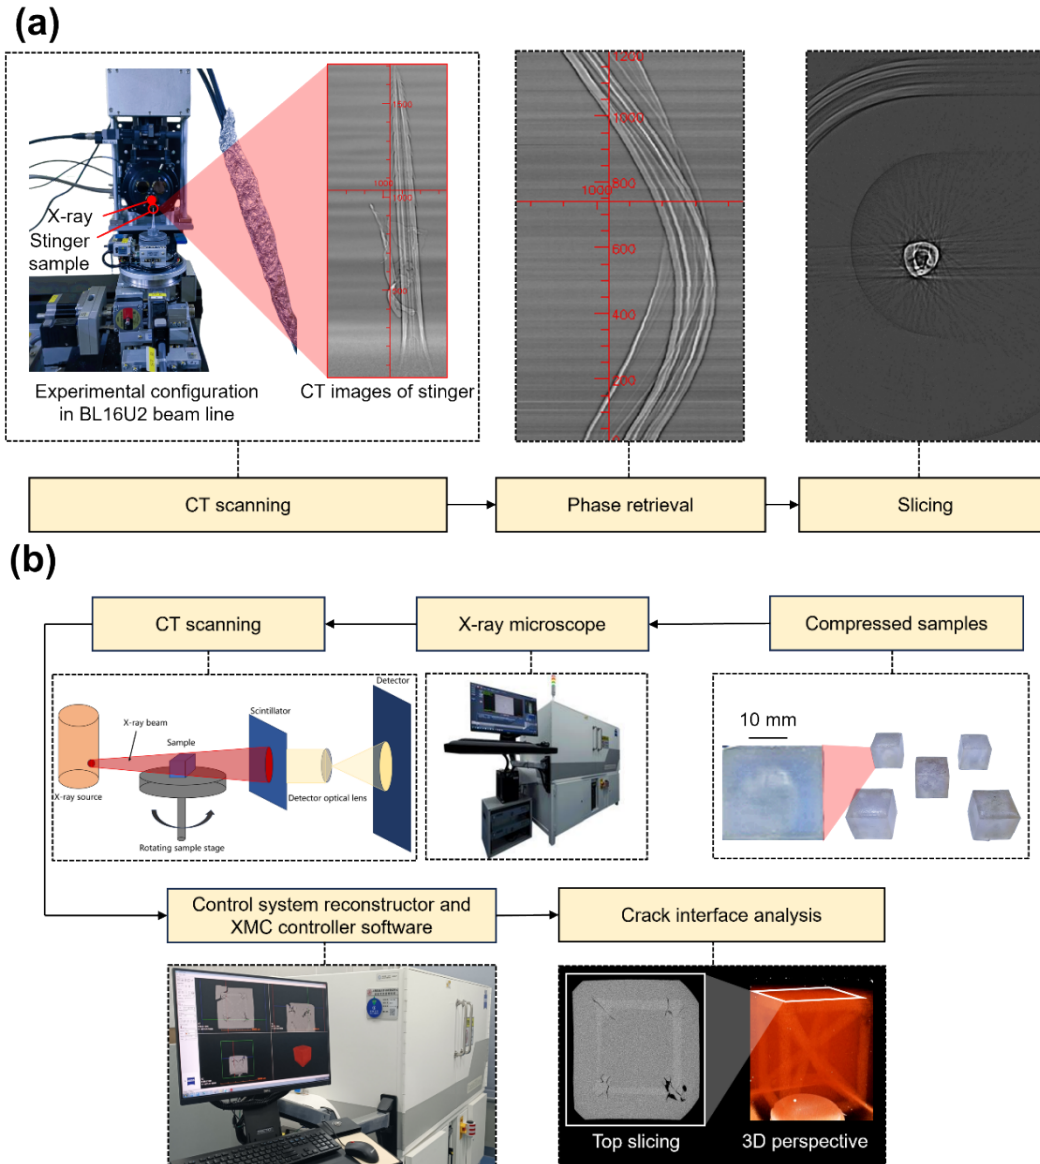 (a)
X-ray
Stinger
sample
Experimental configuration
in BL16U2 beam line
1500
1000
CT images of stinger
1200
1000
1000
800
600
400
200
CT scanning
Phase retrieval
Slicing
(b)
CT scanning
X-ray microscope
Compressed samples
X-ray beam
Sample
X-ray source
Rotating sample stage
Scintillator
Detector optical lens
Detector
10 mm
Control system reconstructor and
XMC controller software
Crack interface analysis
Top slicing
3D perspective